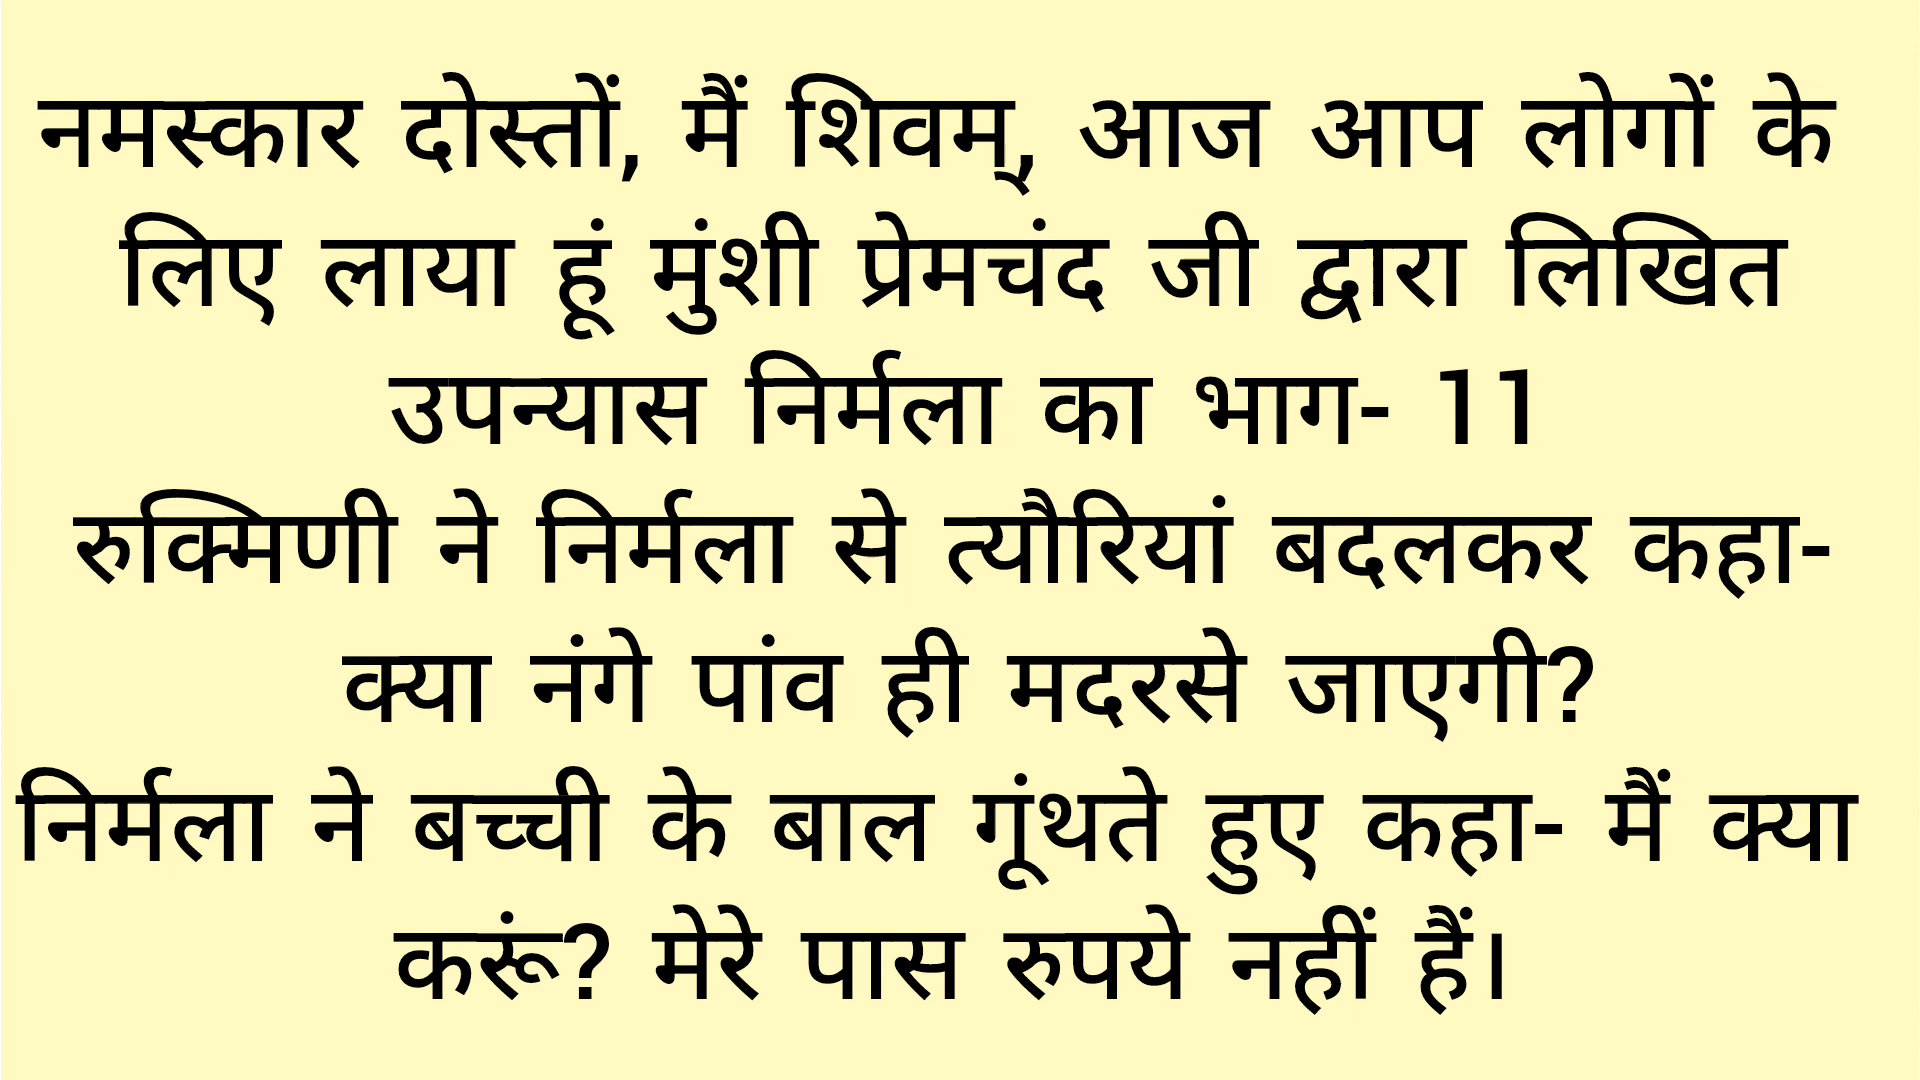 नमस्कार दोस्तों, मैं शिवम्, आज आप लोगों के
लिए लाया हूं मुंशी प्रेमचंद जी द्वारा लिखित
उपन्यास निर्मला का भाग- 11
रुक्मिणी ने निर्मला से त्यौरियां बदलकर कहा-
क्या नंगे पांव ही मदरसे जाएगी?
निर्मला ने बच्ची के बाल गूंथते हुए कहा- मैं क्या
करूं? मेरे पास रुपये नहीं हैं।